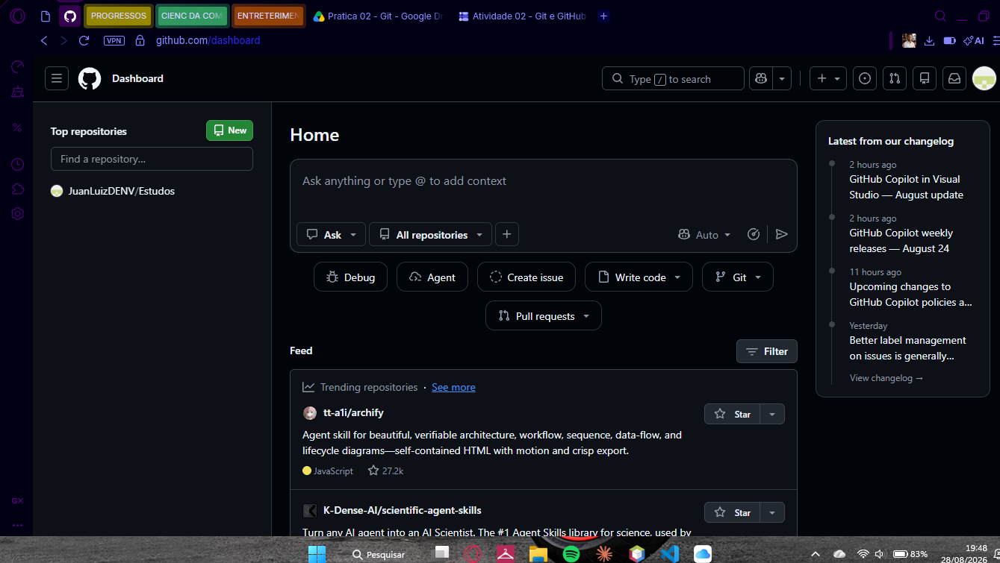 PROGRESSOS
CIENC DA COM
ENTRETERIMEN
Pratica 02 - Git - Google Dr
Atividade 02 - Git e GitHub
VPN
github.com/dashboard
AI
Dashboard
Type / to search
Top repositories
New
Find a repository...
JuanLuizDENV/Estudos
Home
Ask anything or type @ to add context
Ask
All repositories
Auto
Debug
Agent
Create issue
Write code
Git
Pull requests
Feed
Filter
Trending repositories · See more
tt-a1i/archify
Star
Agent skill for beautiful, verifiable architecture, workflow, sequence, data-flow, and
lifecycle diagrams—self-contained HTML with motion and crisp export.
JavaScript
27.2k
K-Dense-AI/scientific-agent-skills
Star
Turn any AI agent into an AI Scientist. The #1 Agent Skills library for science, used by
Latest from our changelog
2 hours ago
GitHub Copilot in Visual
Studio — August update
2 hours ago
GitHub Copilot weekly
releases — August 24
11 hours ago
Upcoming changes to
GitHub Copilot policies a...
Yesterday
Better label management
on issues is generally...
View changelog →
GX
Pesquisar
83%
19:48
28/08/2026